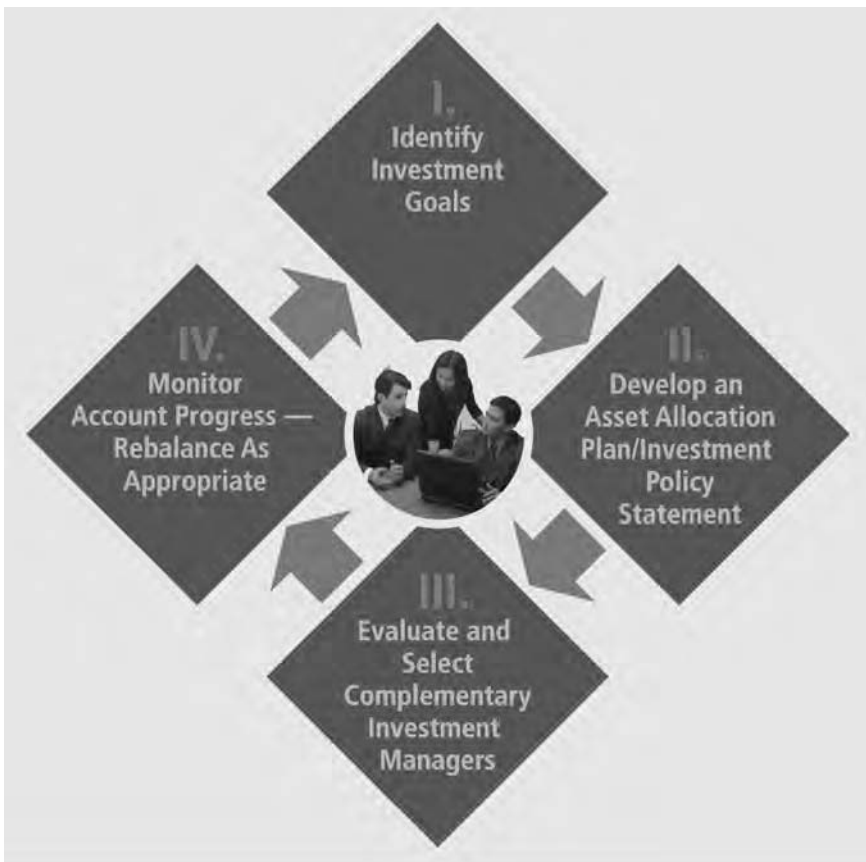 I.
Identify
Investment
Goals
II.
Develop an
Asset Allocation
Plan/Investment
Policy
Statement
III.
Evaluate and
Select
Complementary
Investment
Managers
IV.
Monitor
Account Progress —
Rebalance As
Appropriate